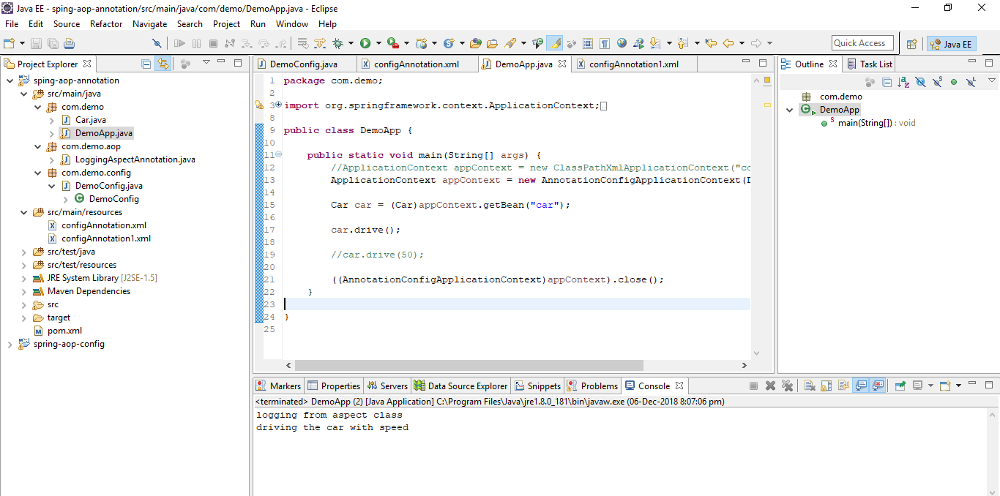 Java EE - sping-aop-annotation/src/main/java/com/demo/DemoApp.java - Eclipse
File Edit Source Refactor Navigate Search Project Run Window Help
Quick Access Java EE
Project Explorer
sping-aop-annotation
src/main/java
com.demo
Car.java
DemoApp.java
com.demo.aop
LoggingAspectAnnotation.java
com.demo.config
DemoConfig.java
DemoConfig
src/main/resources
configAnnotation.xml
configAnnotation1.xml
src/test/java
src/test/resources
JRE System Library [J2SE-1.5]
Maven Dependencies
src
target
pom.xml
spring-aop-config
DemoConfig.java configAnnotation.xml DemoApp.java configAnnotation1.xml
1 package com.demo;
2
3 import org.springframework.context.ApplicationContext;
8
9 public class DemoApp {
10
11 public static void main(String[] args) {
12 //ApplicationContext appContext = new ClassPathXmlApplicationContext("co
13 ApplicationContext appContext = new AnnotationConfigApplicationContext(D
14
15 Car car = (Car)appContext.getBean("car");
16
17 car.drive();
18
19 //car.drive(50);
20
21 ((AnnotationConfigApplicationContext)appContext).close();
22 }
23
24 }
25
Outline Task List
com.demo
DemoApp
main(String[]) : void
Markers Properties Servers Data Source Explorer Snippets Problems Console
<terminated> DemoApp (2) [Java Application] C:\Program Files\Java\jre1.8.0_181\bin\javaw.exe (06-Dec-2018 8:07:06 pm)
logging from aspect class
driving the car with speed